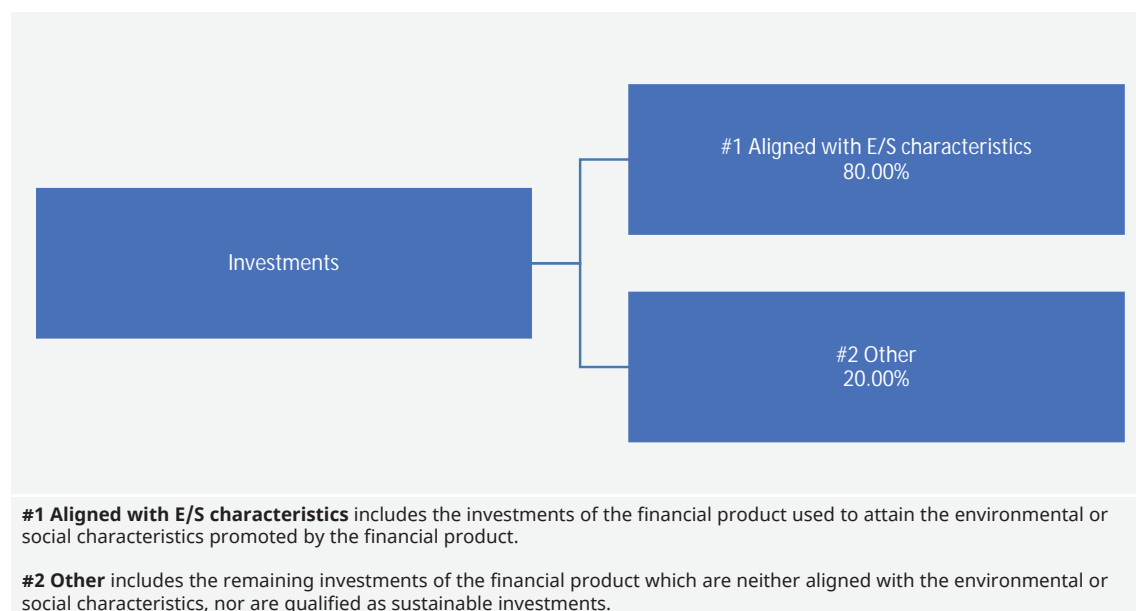 Investments
#1 Aligned with E/S characteristics
80.00%
#2 Other
20.00%
#1 Aligned with E/S characteristics includes the investments of the financial product used to attain the environmental or
social characteristics promoted by the financial product.
#2 Other includes the remaining investments of the financial product which are neither aligned with the environmental or
social characteristics, nor are qualified as sustainable investments.